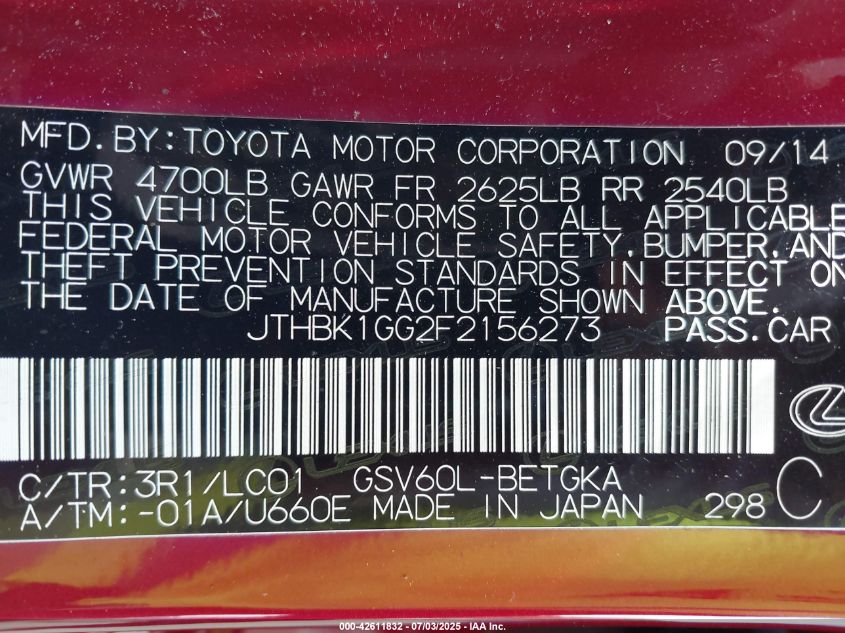 MFD. BY: TOYOTA MOTOR CORPORATION 09/14
GVWR 4700LB GAWR FR 2625LB RR 2540LB
THIS VEHICLE CONFORMS TO ALL APPLICABLE
FEDERAL MOTOR VEHICLE SAFETY, BUMPER, AND
THEFT PREVENTION STANDARDS IN EFFECT ON
THE DATE OF MANUFACTURE SHOWN ABOVE.
JTHBK1GG2F2156273 PASS. CAR
C/TR: 3R1/LC01 GSV60L-BETGKA C
A/TM: -01A/U660E MADE IN JAPAN 298
000-42611832 - 07/03/2025 - IAA Inc.